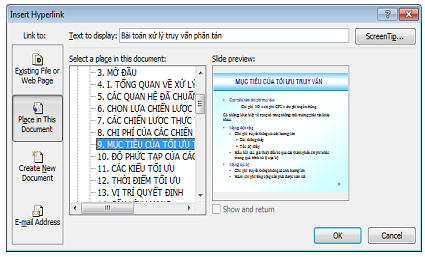 Insert Hyperlink
Link to:
Text to display: Bài toán xử lý truy vấn phân tán
ScreenTip...
Existing File or Web Page
Place in This Document
Create New Document
E-mail Address
Select a place in this document:
3. MỞ ĐẦU
4. I. TỔNG QUAN VỀ XỬ LÝ
5. CÁC QUAN HỆ ĐÃ CHUẨN
6. CHỌN LỰA CHIẾN LƯỢC
7. CÁC CHIẾN LƯỢC THỰC
8. CHI PHÍ CỦA CÁC CHIẾN
9. MỤC TIÊU CỦA TỐI ƯU T
10. ĐỘ PHỨC TẠP CỦA CÁC
11. CÁC KIỂU TỐI ƯU
12. THỜI ĐIỂM TỐI ƯU
13. VỊ TRÍ QUYẾT ĐỊNH
Slide preview:
MỤC TIÊU CỦA TỐI ƯU TRUY VẤN
Show and return
OK
Cancel